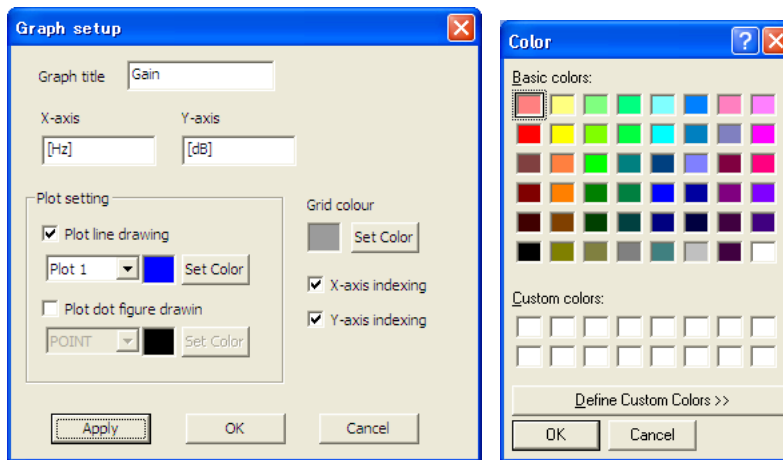 Graph setup
Graph title Gain
X-axis Y-axis
[Hz] [dB]
Plot setting
Plot line drawing
Plot 1 Set Color
Plot dot figure drawin
POINT Set Color
Grid colour
Set Color
X-axis indexing
Y-axis indexing
Apply OK Cancel
Color
Basic colors:
Custom colors:
Define Custom Colors >>
OK Cancel